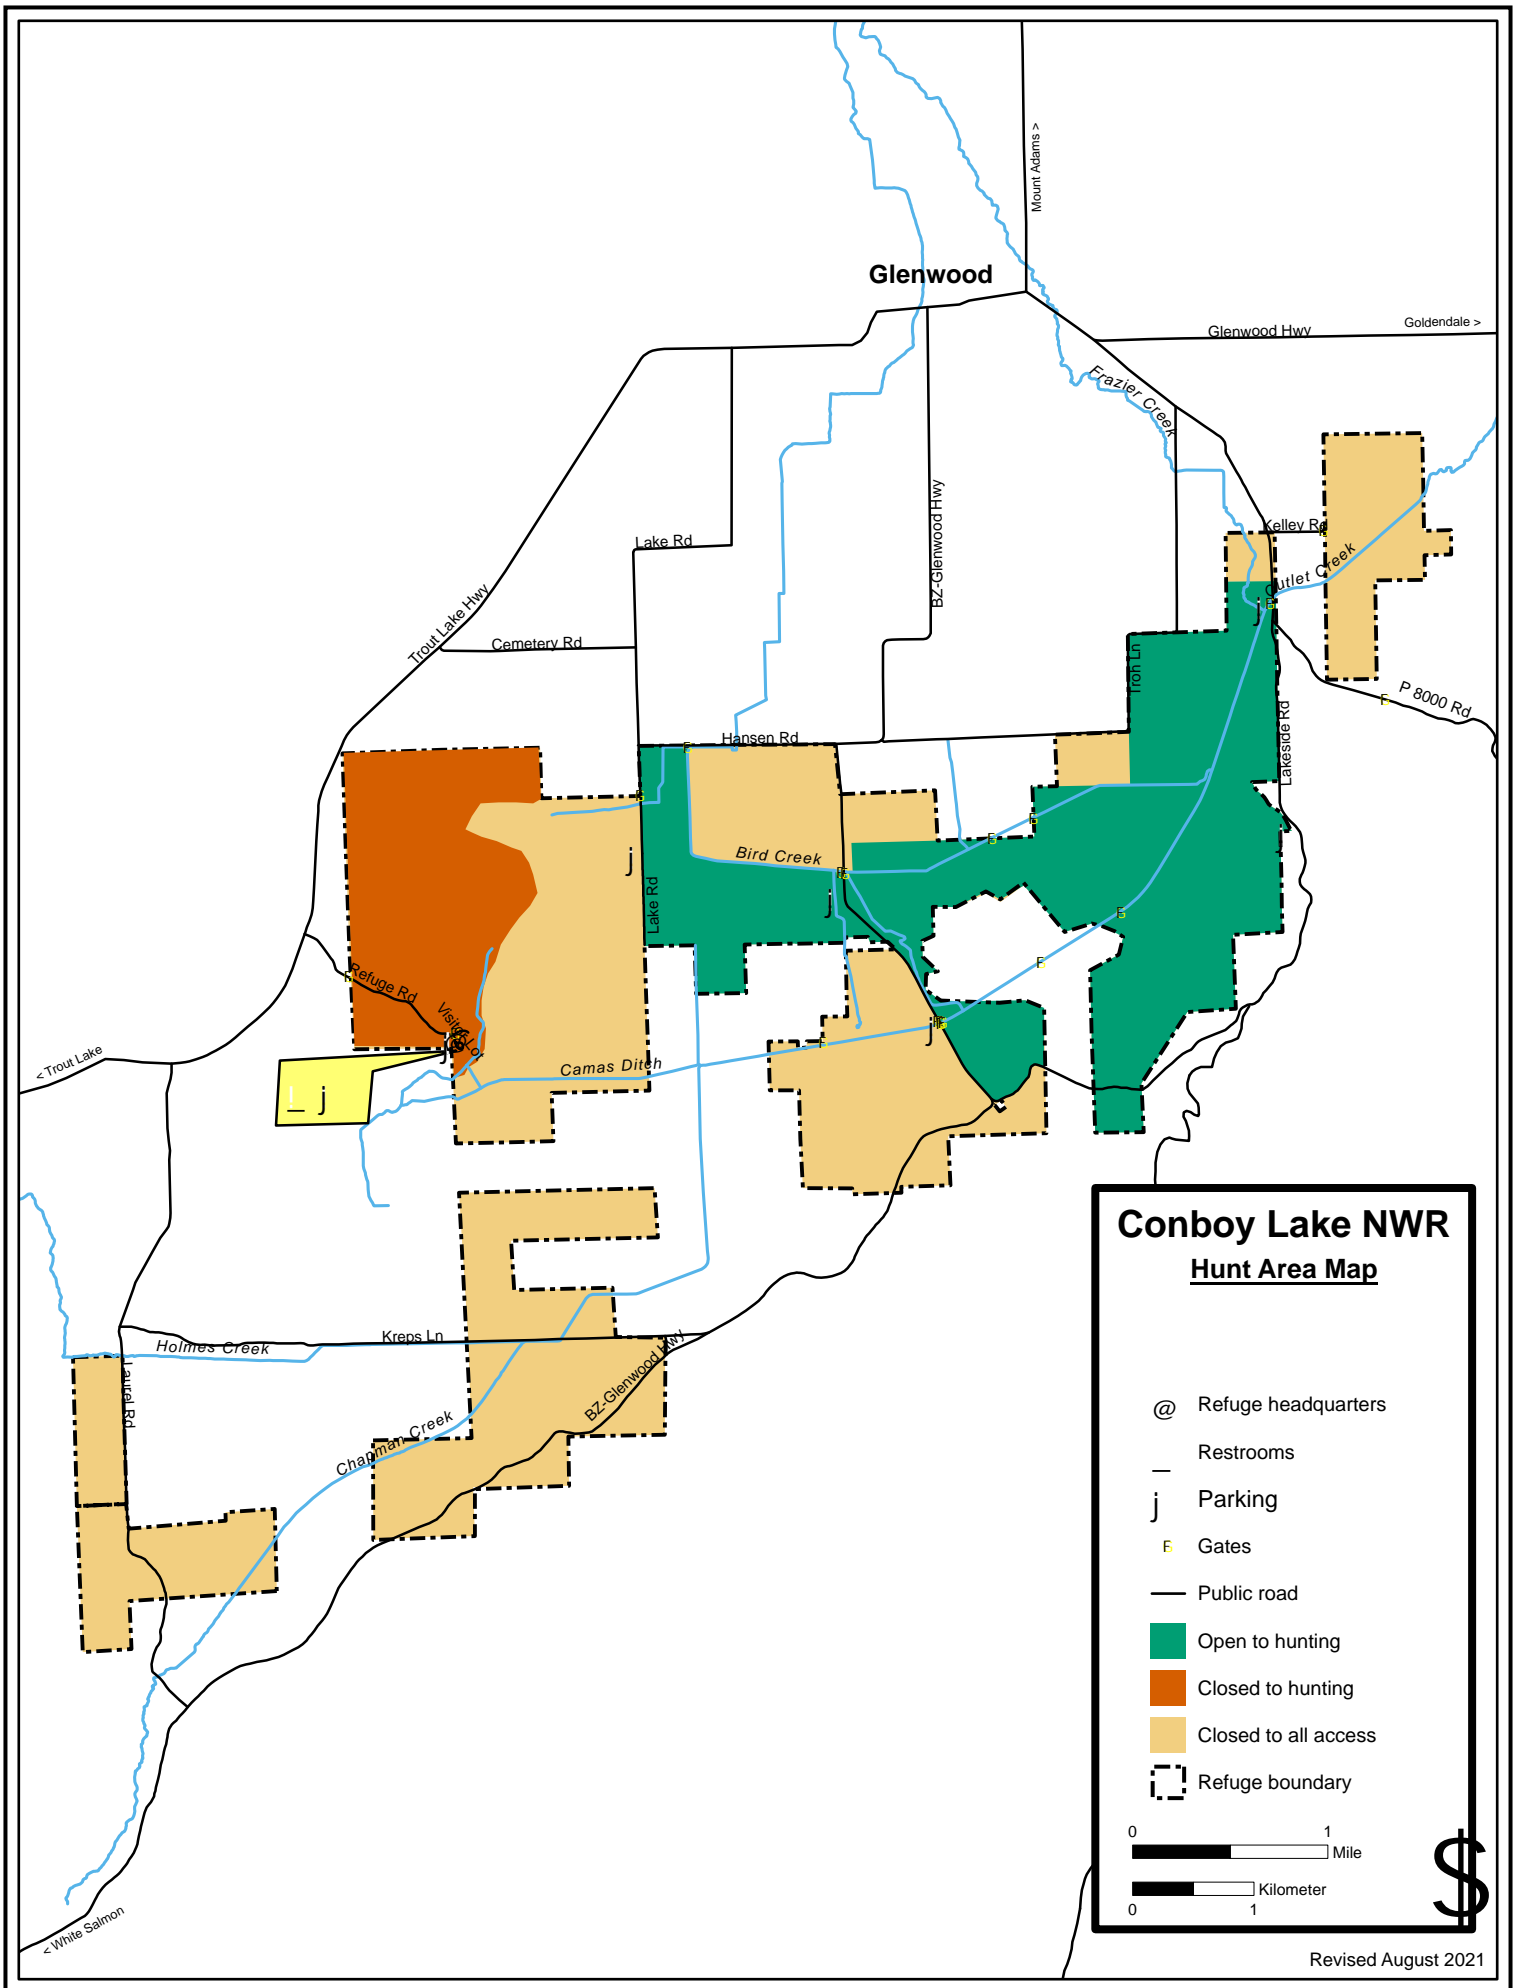 Mount Adams >
Glenwood
Goldendale >
Glenwood Hwy
Frazier Creek
BZ-Glenwood Hwy
Kelley Rd
Lake Rd
Outlet Creek
Trout Lake Hwy
Cemetery Rd
j
F
Troh Ln
P 8000 Rd
F
Lakeside Rd
Hansen Rd
F
F
F
F
j
Bird Creek
F
j
Lake Rd
F
F
Refuge Rd
F
Visitor Lot
F
j
F
j
< Trout Lake
Camas Ditch
_ j
Conboy Lake NWR
Hunt Area Map
Kreps Ln
Holmes Creek
Laurel Rd
BZ-Glenwood Hwy
Chapman Creek
@ Refuge headquarters
_ Restrooms
j Parking
F Gates
Public road
Open to hunting
Closed to hunting
Closed to all access
Refuge boundary
0 1
Mile
Kilometer
0 1
$
< White Salmon
Revised August 2021